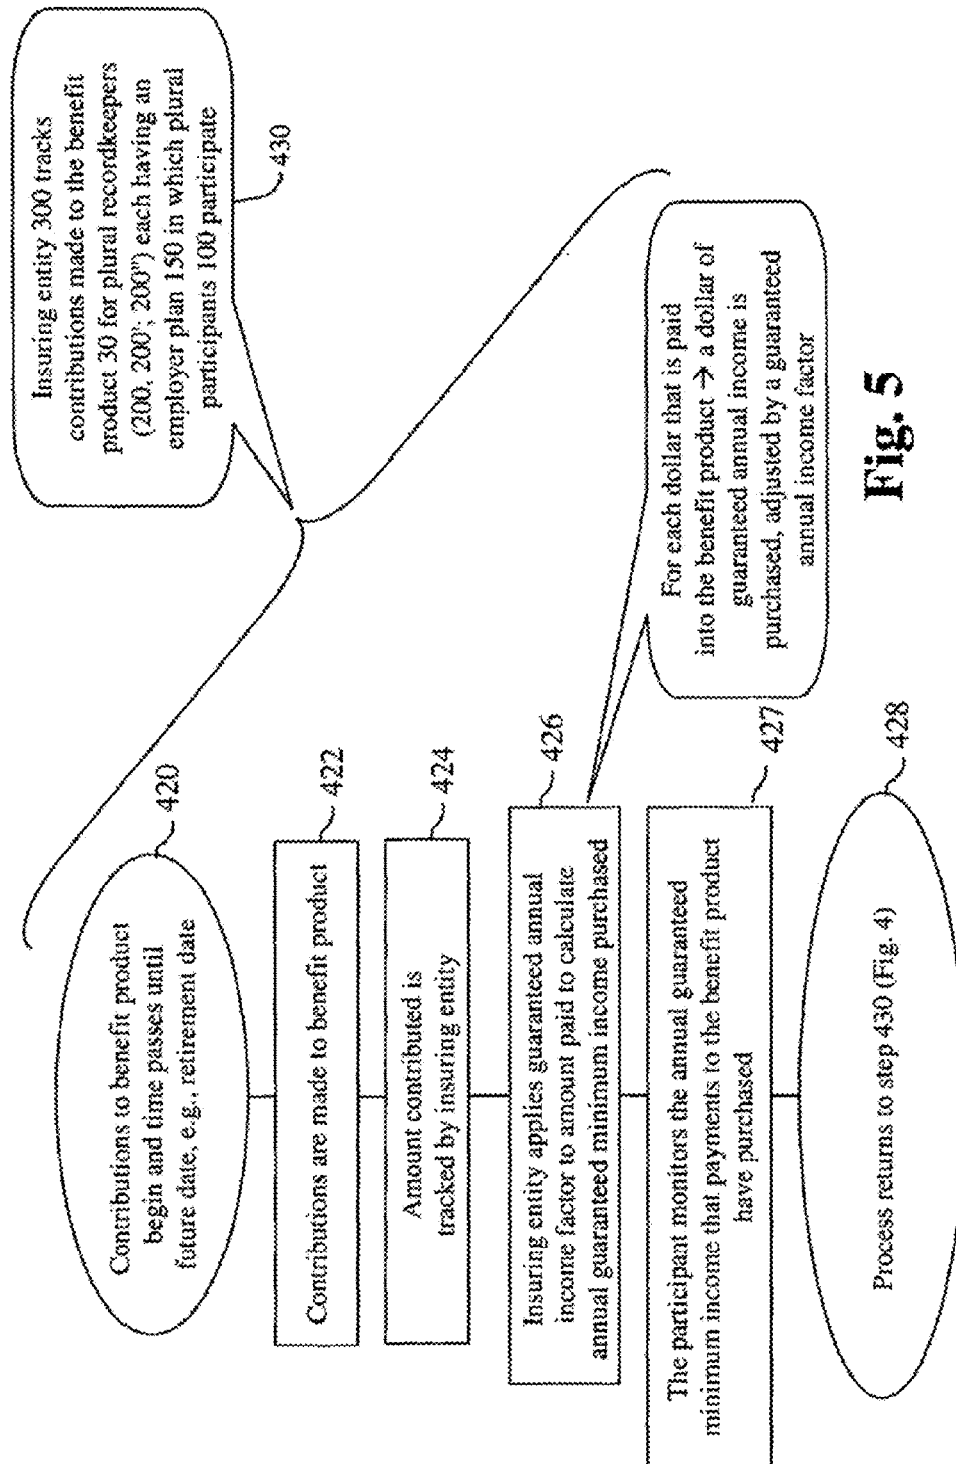 Contributions to benefit product
begin and time passes until
future date, e.g., retirement date
420
Contributions are made to benefit product
422
Amount contributed is
tracked by insuring entity
424
Insuring entity applies guaranteed annual
income factor to amount paid to calculate
annual guaranteed minimum income purchased
426
The participant monitors the annual guaranteed
minimum income that payments to the benefit product
have purchased
427
Process returns to step 430 (Fig. 4)
428
Insuring entity 300 tracks
contributions made to the benefit
product 30 for plural recordkeepers
(200, 200'; 200") each having an
employer plan 150 in which plural
participants 100 participate
430
For each dollar that is paid
into the benefit product → a dollar of
guaranteed annual income is
purchased, adjusted by a guaranteed
annual income factor
Fig. 5